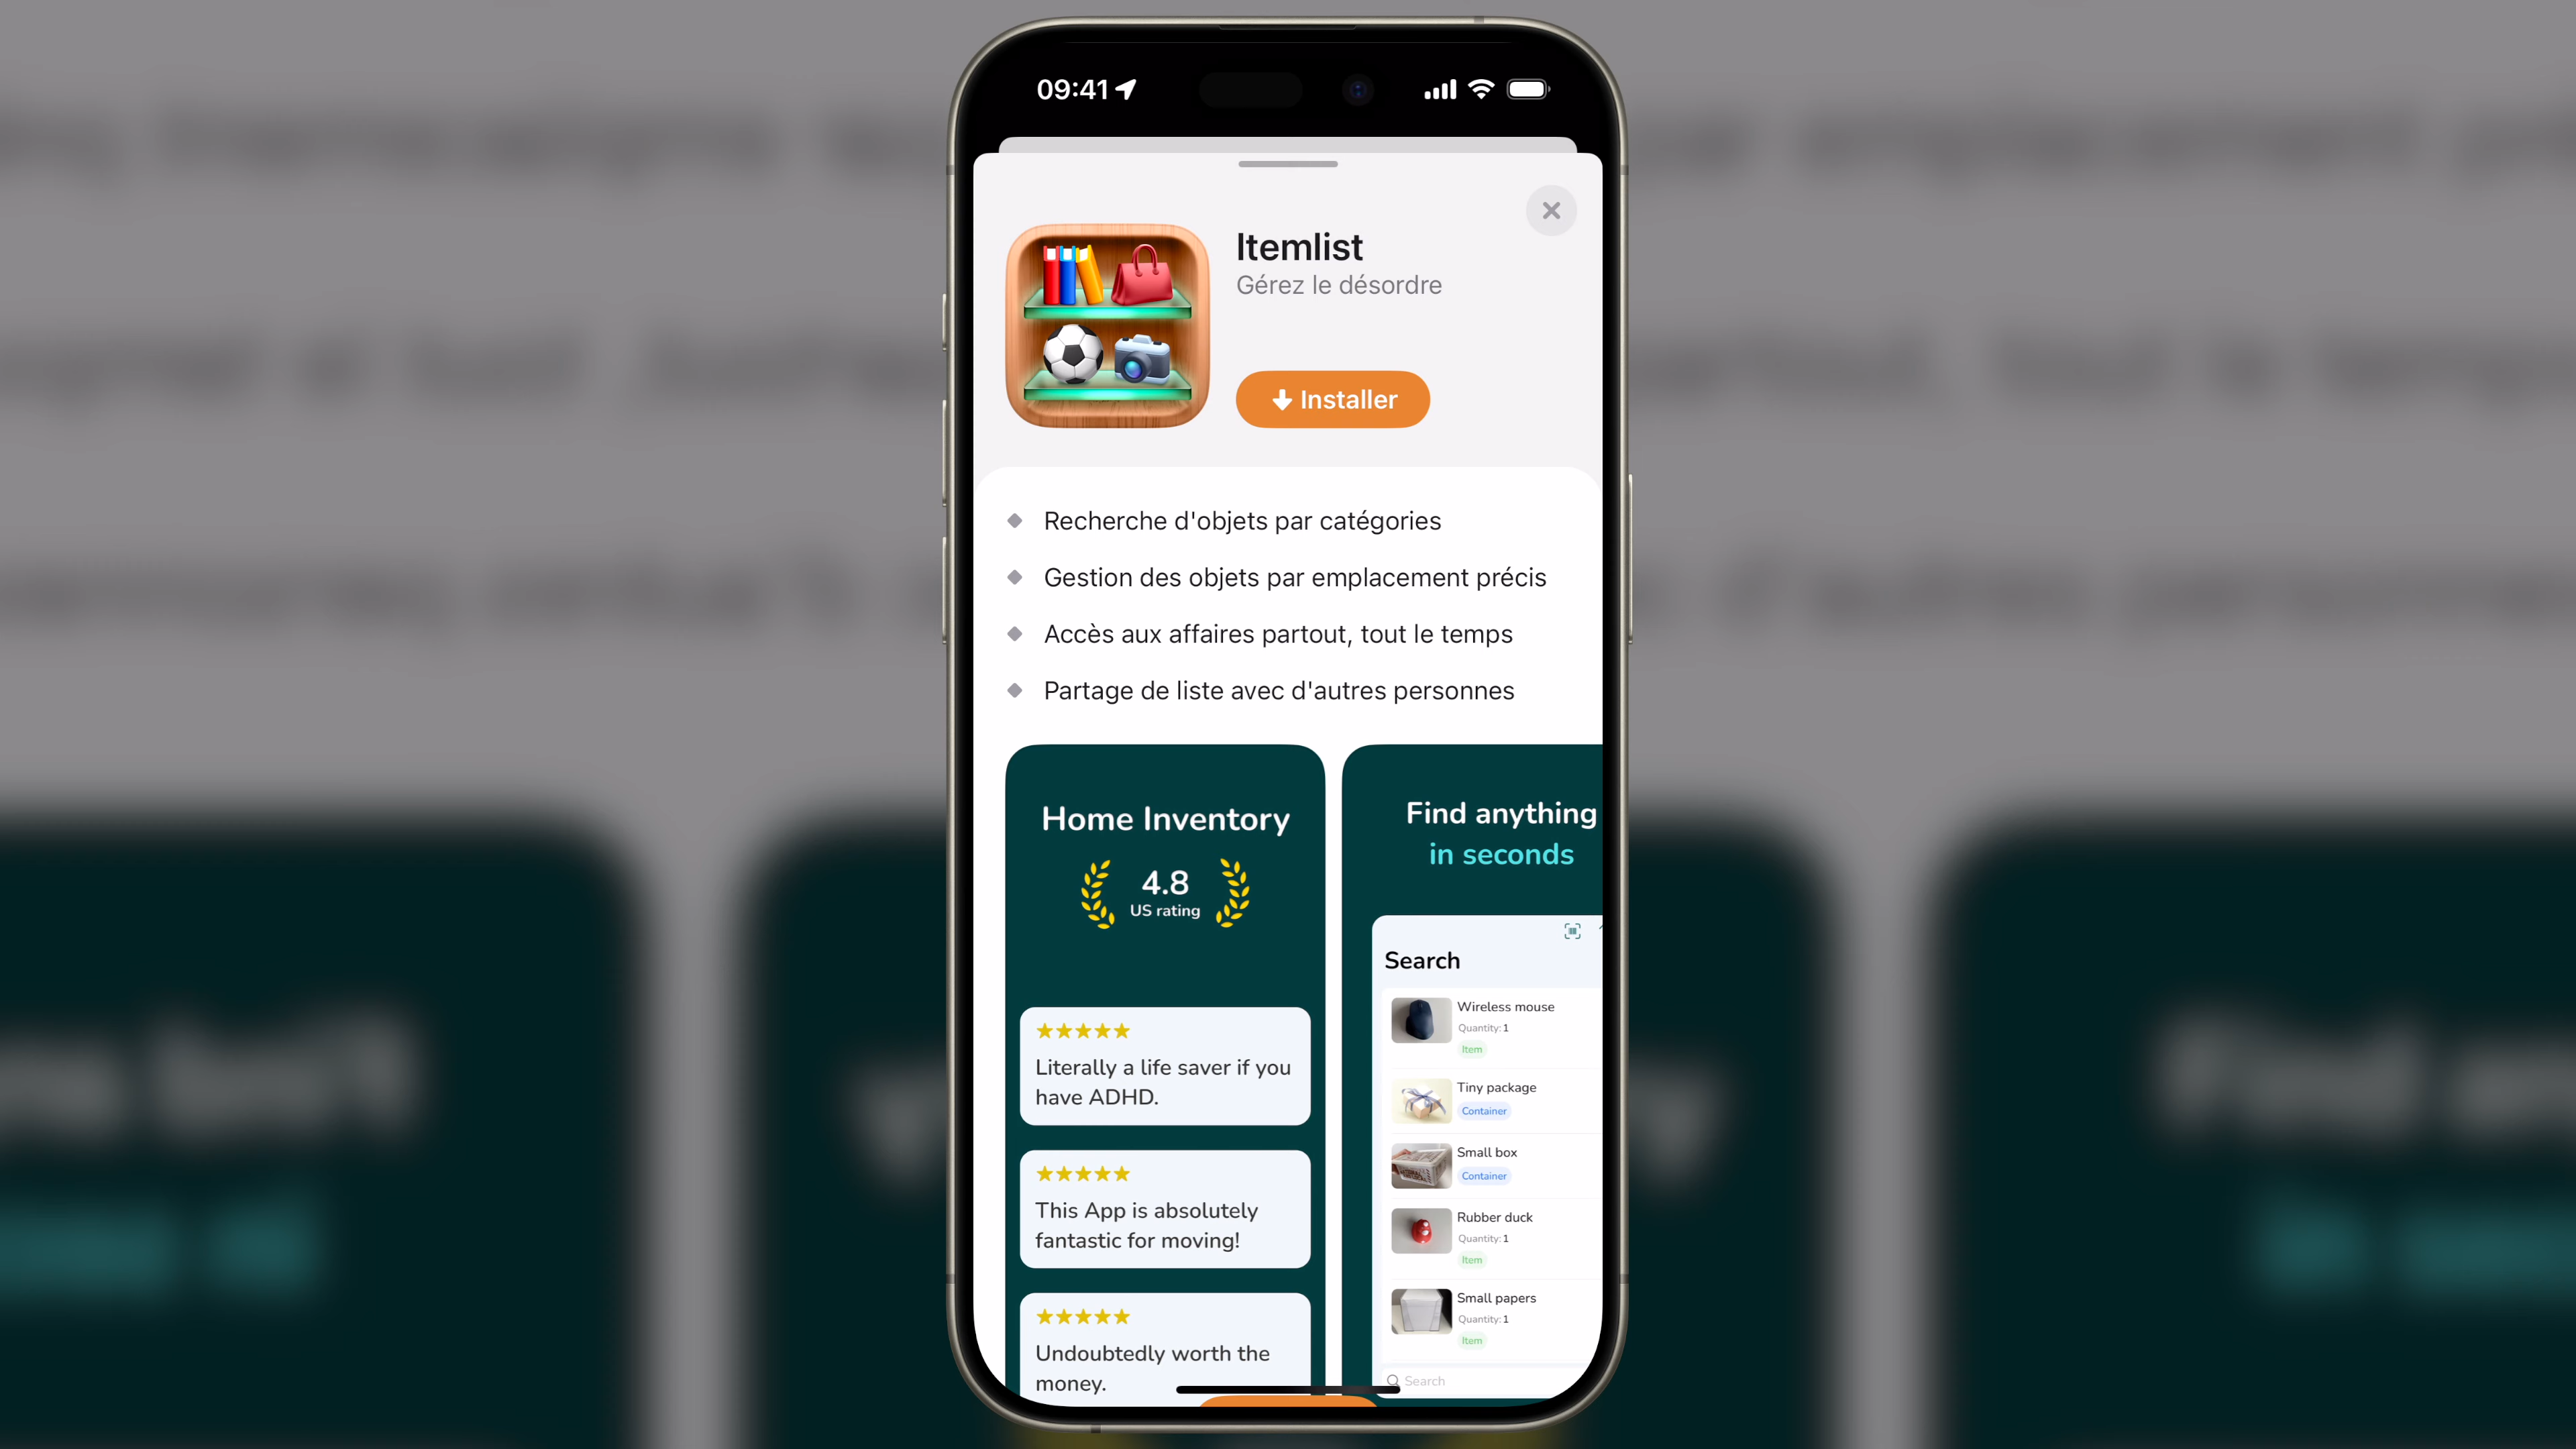 09:41
Itemlist
Gérez le désordre
Installer
Recherche d'objets par catégories
Gestion des objets par emplacement précis
Accès aux affaires partout, tout le temps
Partage de liste avec d'autres personnes
Home Inventory
4.8
US rating
Literally a life saver if you
have ADHD.
This App is absolutely
fantastic for moving!
Undoubtedly worth the
money.
Find anything
in seconds
Search
Wireless mouse
Quantity: 1
Item
Tiny package
Container
Small box
Container
Rubber duck
Quantity: 1
Item
Small papers
Quantity: 1
Item
Search